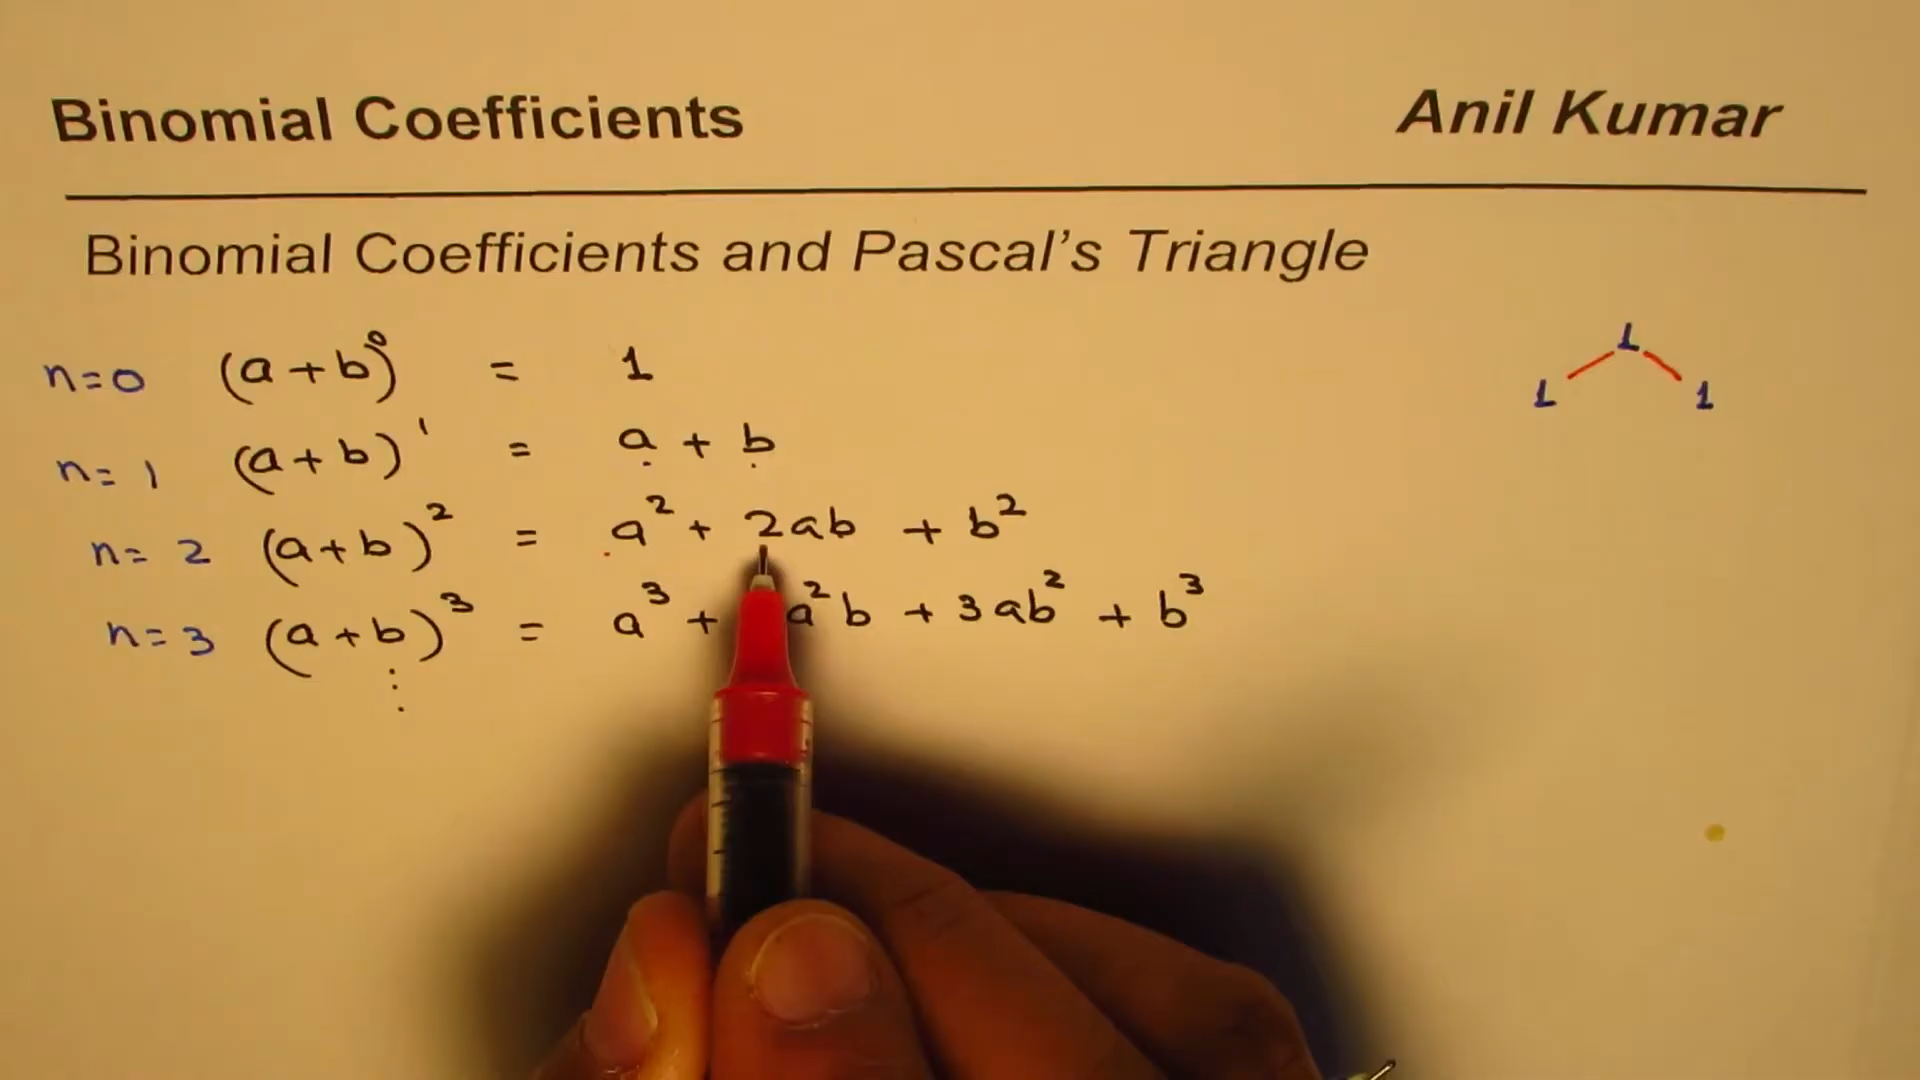 Binomial Coefficients Anil Kumar
Binomial Coefficients and Pascal's Triangle
n=0 (a+b)⁰ = 1
n=1 (a+b)¹ = a + b
n=2 (a+b)² = a² + 2ab + b²
n=3 (a+b)³ = a³ + a²b + 3ab² + b³
⋮
1
1 1